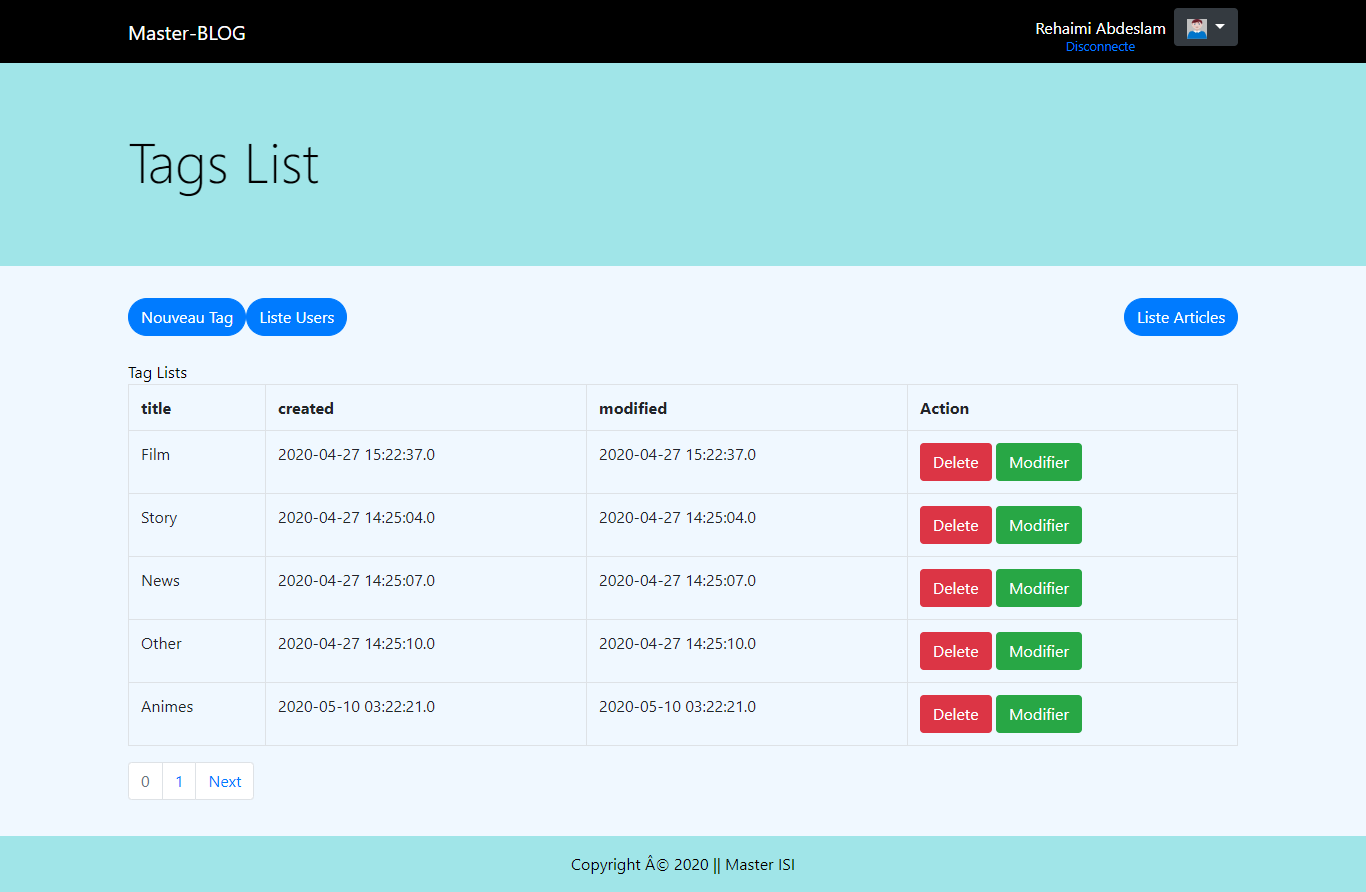 Master-BLOG
Rehaimi Abdeslam
Disconnecte
Tags List
Nouveau Tag Liste Users Liste Articles
Tag Lists
title created modified Action
Film 2020-04-27 15:22:37.0 2020-04-27 15:22:37.0 Delete Modifier
Story 2020-04-27 14:25:04.0 2020-04-27 14:25:04.0 Delete Modifier
News 2020-04-27 14:25:07.0 2020-04-27 14:25:07.0 Delete Modifier
Other 2020-04-27 14:25:10.0 2020-04-27 14:25:10.0 Delete Modifier
Animes 2020-05-10 03:22:21.0 2020-05-10 03:22:21.0 Delete Modifier
0 1 Next
Copyright Â© 2020 || Master ISI